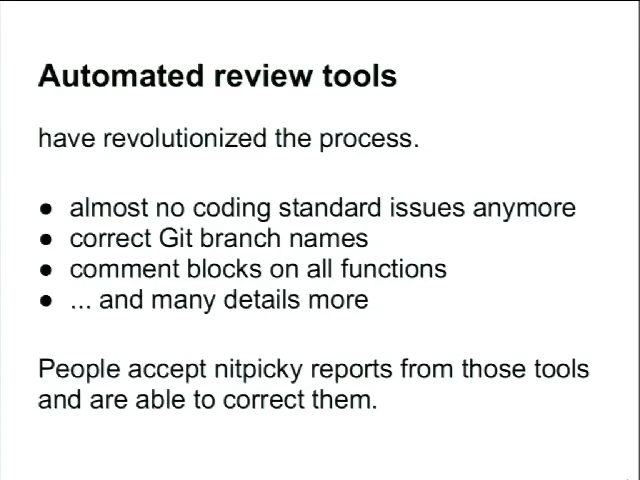 Automated review tools
have revolutionized the process.
● almost no coding standard issues anymore
● correct Git branch names
● comment blocks on all functions
● ... and many details more
People accept nitpicky reports from those tools
and are able to correct them.